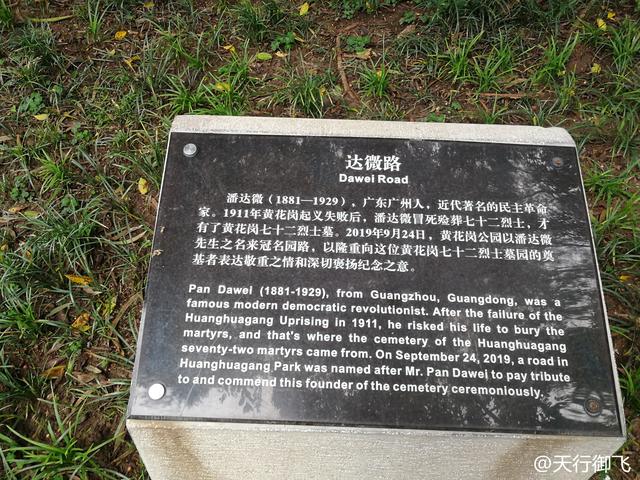 达微路
Dawei Road
潘达微（1881—1929），广东广州人，近代著名的民主革命
家。1911年黄花岗起义失败后，潘达微冒死殓葬七十二烈士，才
有了黄花岗七十二烈士墓。2019年9月24日，黄花岗公园以潘达微
先生之名来冠名园路，以隆重向这位黄花岗七十二烈士墓园的奠
基者表达敬重之情和深切褒扬纪念之意。
Pan Dawei (1881-1929), from Guangzhou, Guangdong, was a
famous modern democratic revolutionist. After the failure of the
Huanghuagang Uprising in 1911, he risked his life to bury the
martyrs, and that's where the cemetery of the Huanghuagang
seventy-two martyrs came from. On September 24, 2019, a road in
Huanghuagang Park was named after Mr. Pan Dawei to pay tribute
to and commend this founder of the cemetery ceremoniously.
@天行御飞